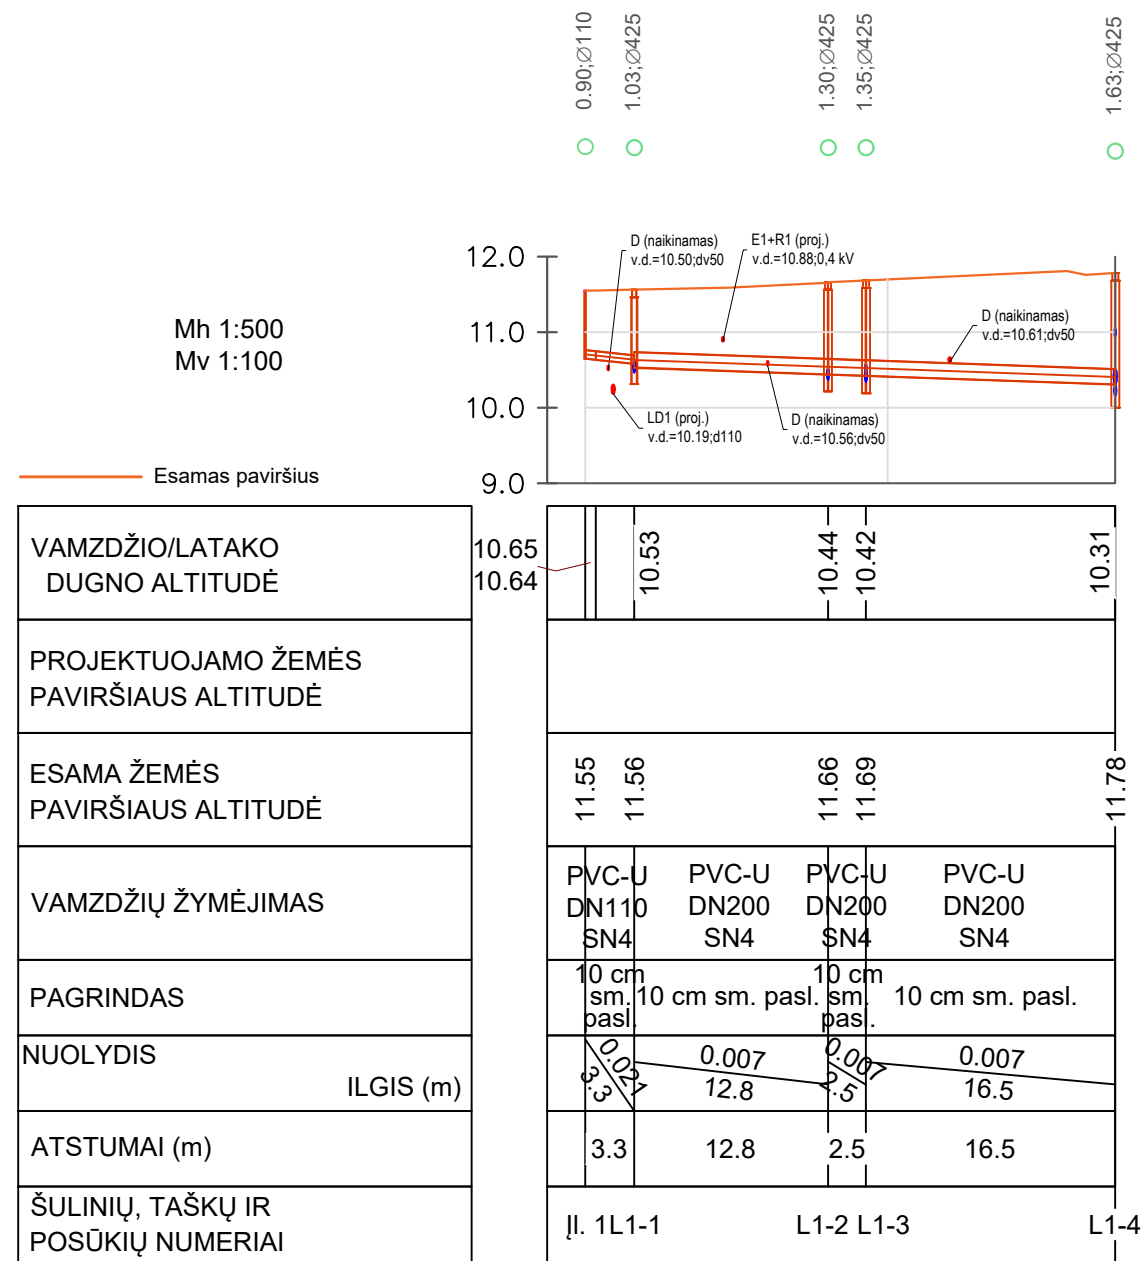 0.90;Ø110
1.03;Ø425
1.30;Ø425
1.35;Ø425
1.63;Ø425
12.0
11.0
10.0
9.0
Mh 1:500
Mv 1:100
D (naikinamas)
v.d.=10.50;dv50
E1+R1 (proj.)
v.d.=10.88;0,4 kV
D (naikinamas)
v.d.=10.61;dv50
LD1 (proj.)
v.d.=10.19;d110
D (naikinamas)
v.d.=10.56;dv50
Esamas paviršius
VAMZDŽIO/LATAKO
DUGNO ALTITUDĖ
10.65
10.64
10.53
10.44
10.42
10.31
PROJEKTUOJAMO ŽEMĖS
PAVIRŠIAUS ALTITUDĖ
ESAMA ŽEMĖS
PAVIRŠIAUS ALTITUDĖ
11.55
11.56
11.66
11.69
11.78
VAMZDŽIŲ ŽYMĖJIMAS
PVC-U
DN110
SN4
PVC-U
DN200
SN4
PVC-U
DN200
SN4
PVC-U
DN200
SN4
PAGRINDAS
10 cm
sm.
pasl.
10 cm sm. pasl.
10 cm
sm.
pasl.
10 cm sm. pasl.
NUOLYDIS
ILGIS (m)
0.021
3.3
0.007
12.8
0.007
2.5
0.007
16.5
ATSTUMAI (m)
3.3
12.8
2.5
16.5
ŠULINIŲ, TAŠKŲ IR
POSŪKIŲ NUMERIAI
Įl. 1
L1-1
L1-2
L1-3
L1-4